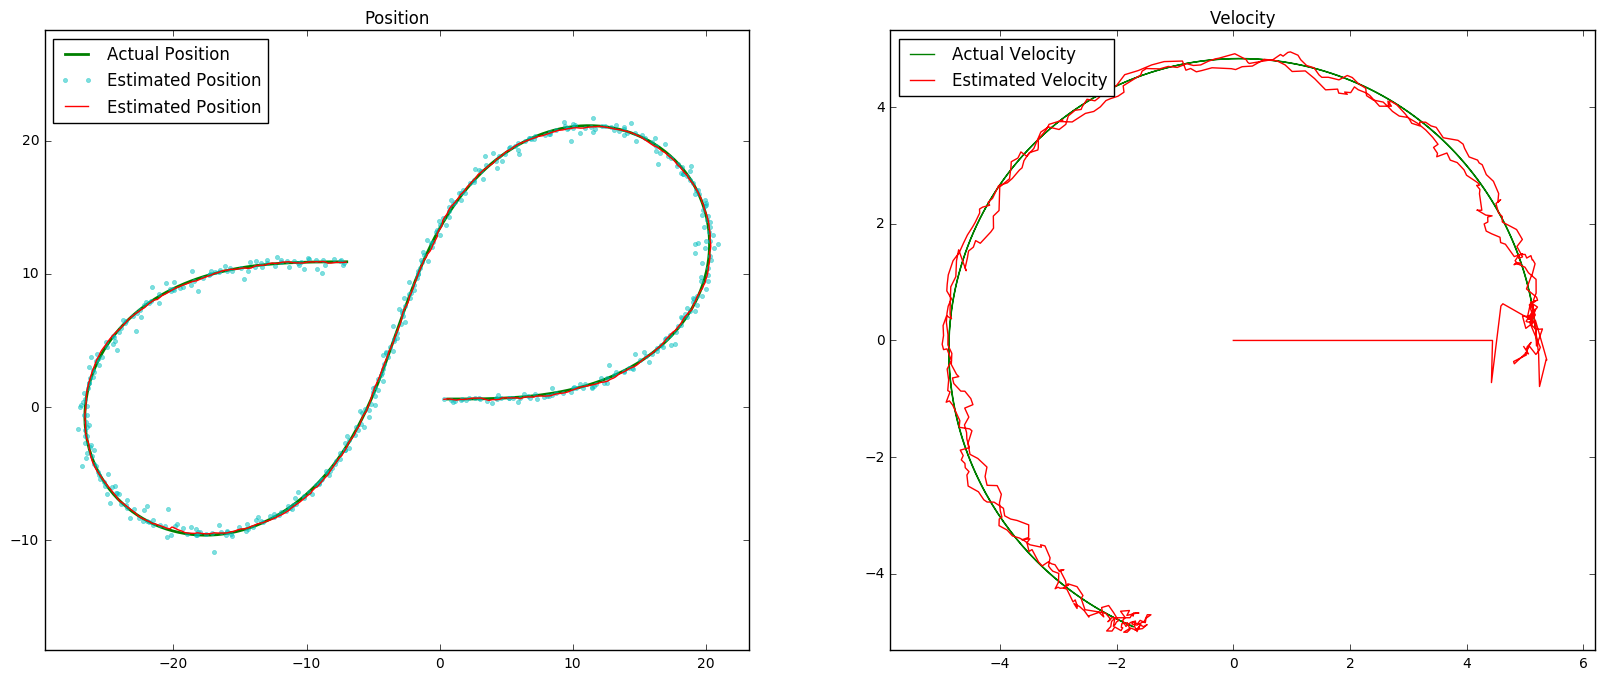 Position
Actual Position
Estimated Position
Estimated Position
20
10
0
−10
−20
−10
0
10
20
Velocity
Actual Velocity
Estimated Velocity
4
2
0
−2
−4
−4
−2
0
2
4
6